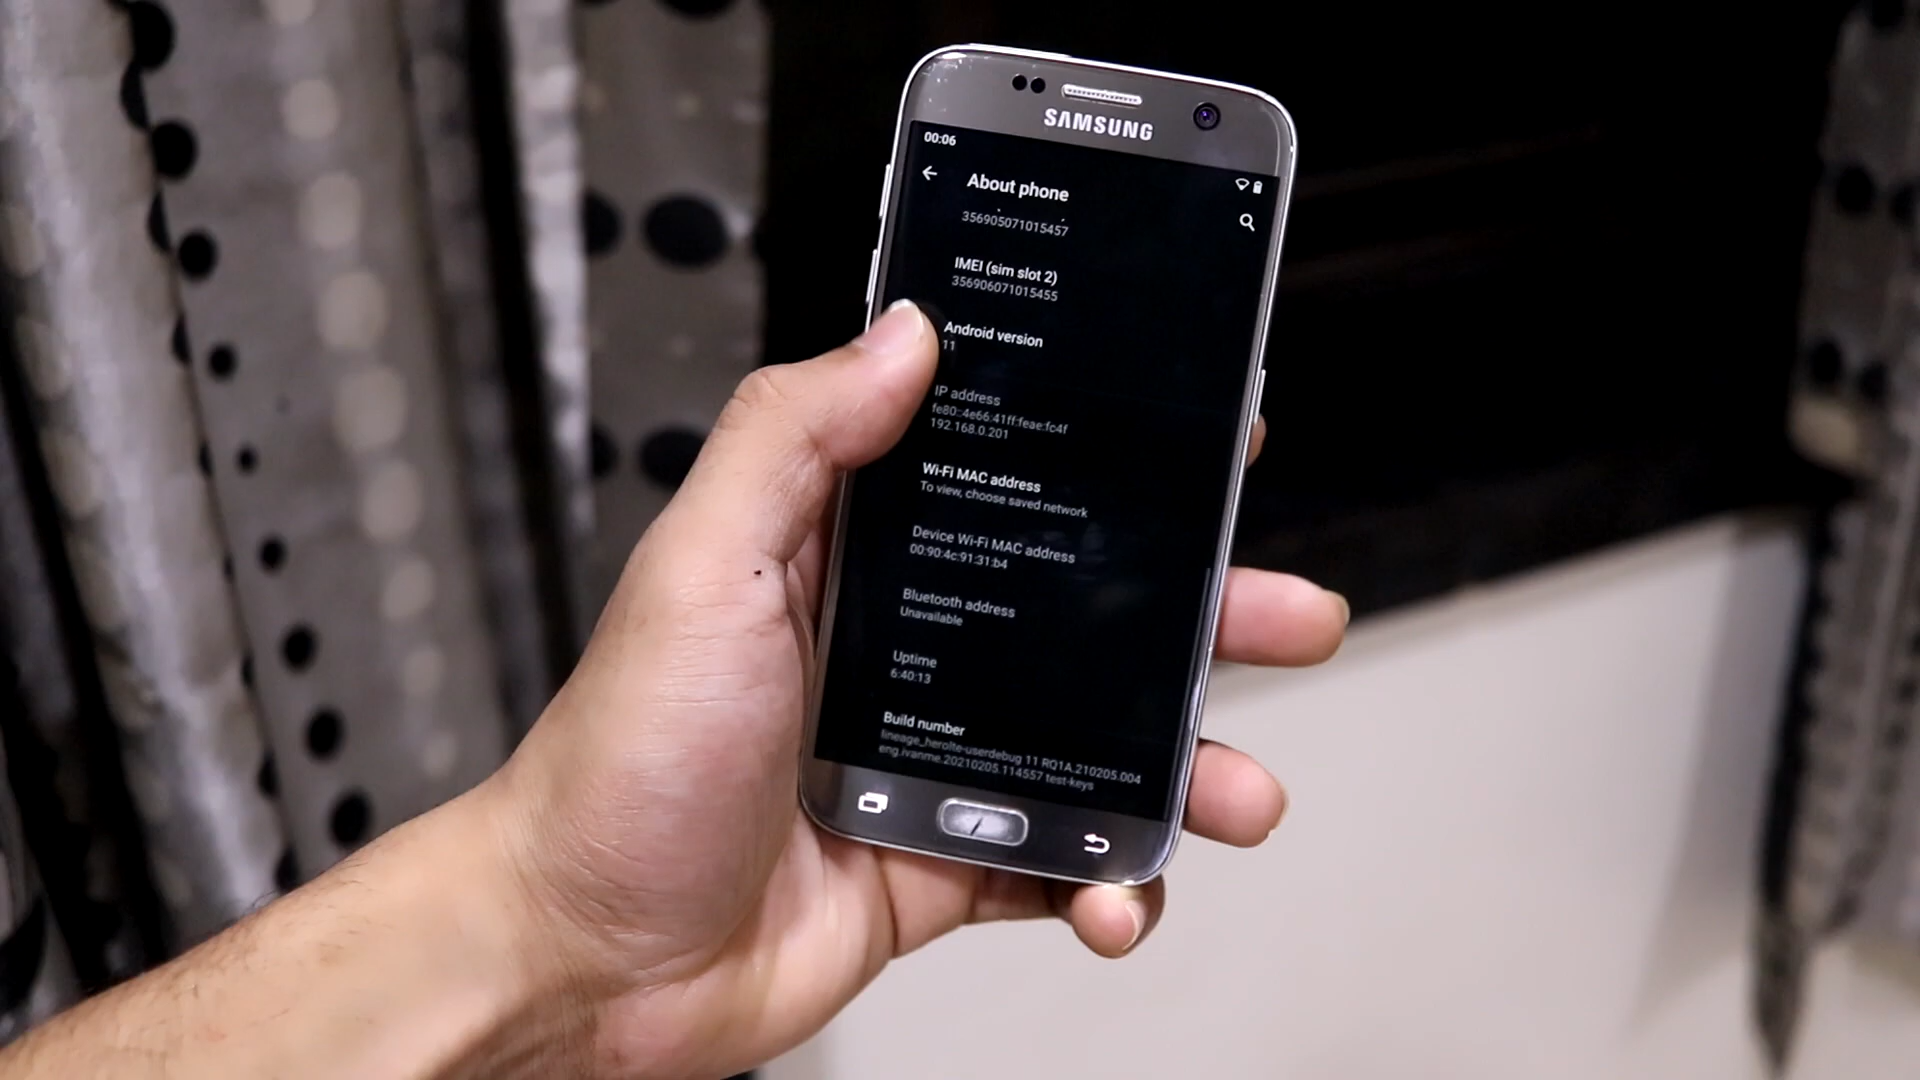 SAMSUNG
00:06
About phone
356905071015457
IMEI (sim slot 2)
356906071015455
Android version
11
IP address
fe80::4e66:41ff:feae:fc4f
192.168.0.201
Wi-Fi MAC address
To view, choose saved network
Device Wi-Fi MAC address
00:90:4c:91:31:b4
Bluetooth address
Unavailable
Uptime
6:40:13
Build number
lineage_herolte-userdebug 11 RQ1A.210205.004
eng.ivanme.20210205.114557 test-keys